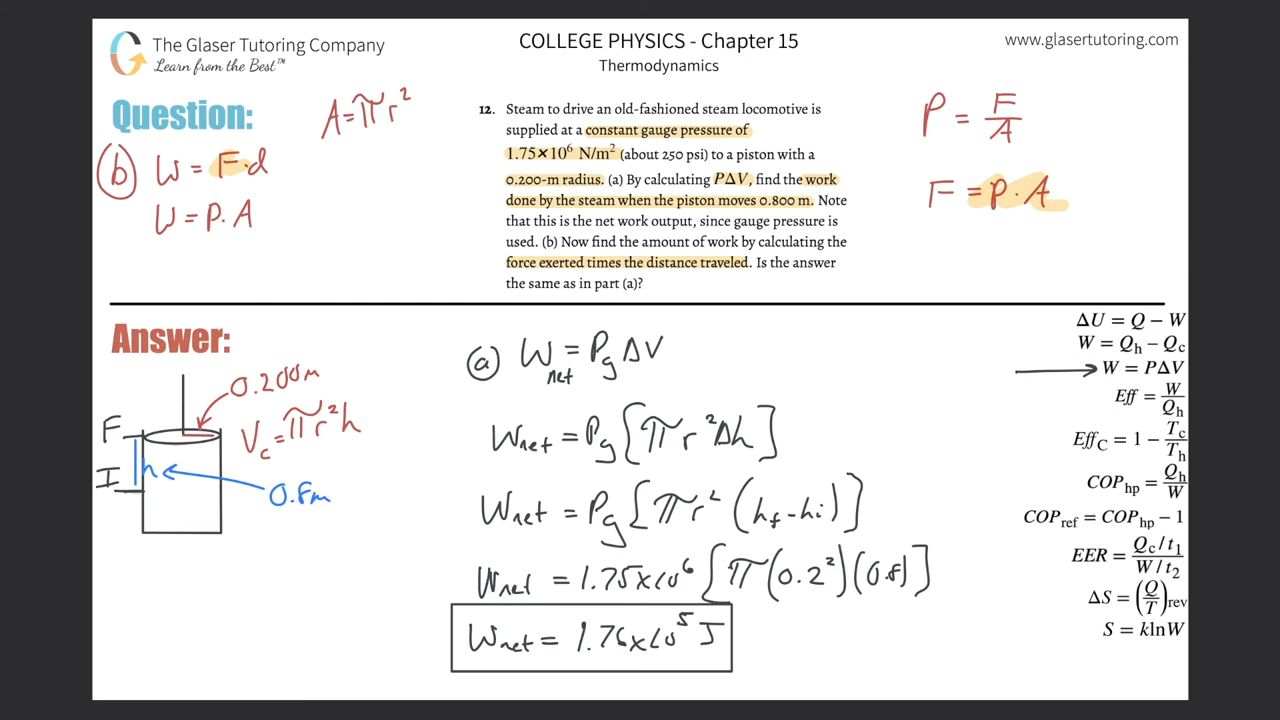 The Glaser Tutoring Company
Learn from the Best™
COLLEGE PHYSICS - Chapter 15
Thermodynamics
www.glasertutoring.com
Question:
A = πr²
(b) W = F·d
W = P·A
12. Steam to drive an old-fashioned steam locomotive is
supplied at a constant gauge pressure of
1.75×10⁶ N/m² (about 250 psi) to a piston with a
0.200-m radius. (a) By calculating PΔV, find the work
done by the steam when the piston moves 0.800 m. Note
that this is the net work output, since gauge pressure is
used. (b) Now find the amount of work by calculating the
force exerted times the distance traveled. Is the answer
the same as in part (a)?
P = F/A
F = P·A
Answer:
0.200m
V_c = πr²h
F
I
h
0.8m
(a) W_net = P_g ΔV
W_net = P_g [πr²Δh]
W_net = P_g [πr²(h_f - h_i)]
W_net = 1.75x10⁶ [π(0.2²)(0.8)]
W_net = 1.76x10⁵ J
ΔU = Q − W
W = Q_h − Q_c
W = PΔV
Eff = W/Q_h
Eff_C = 1 − T_c/T_h
COP_hp = Q_h/W
COP_ref = COP_hp − 1
EER = (Q_c/t₁)/(W/t₂)
ΔS = (Q/T)_rev
S = klnW